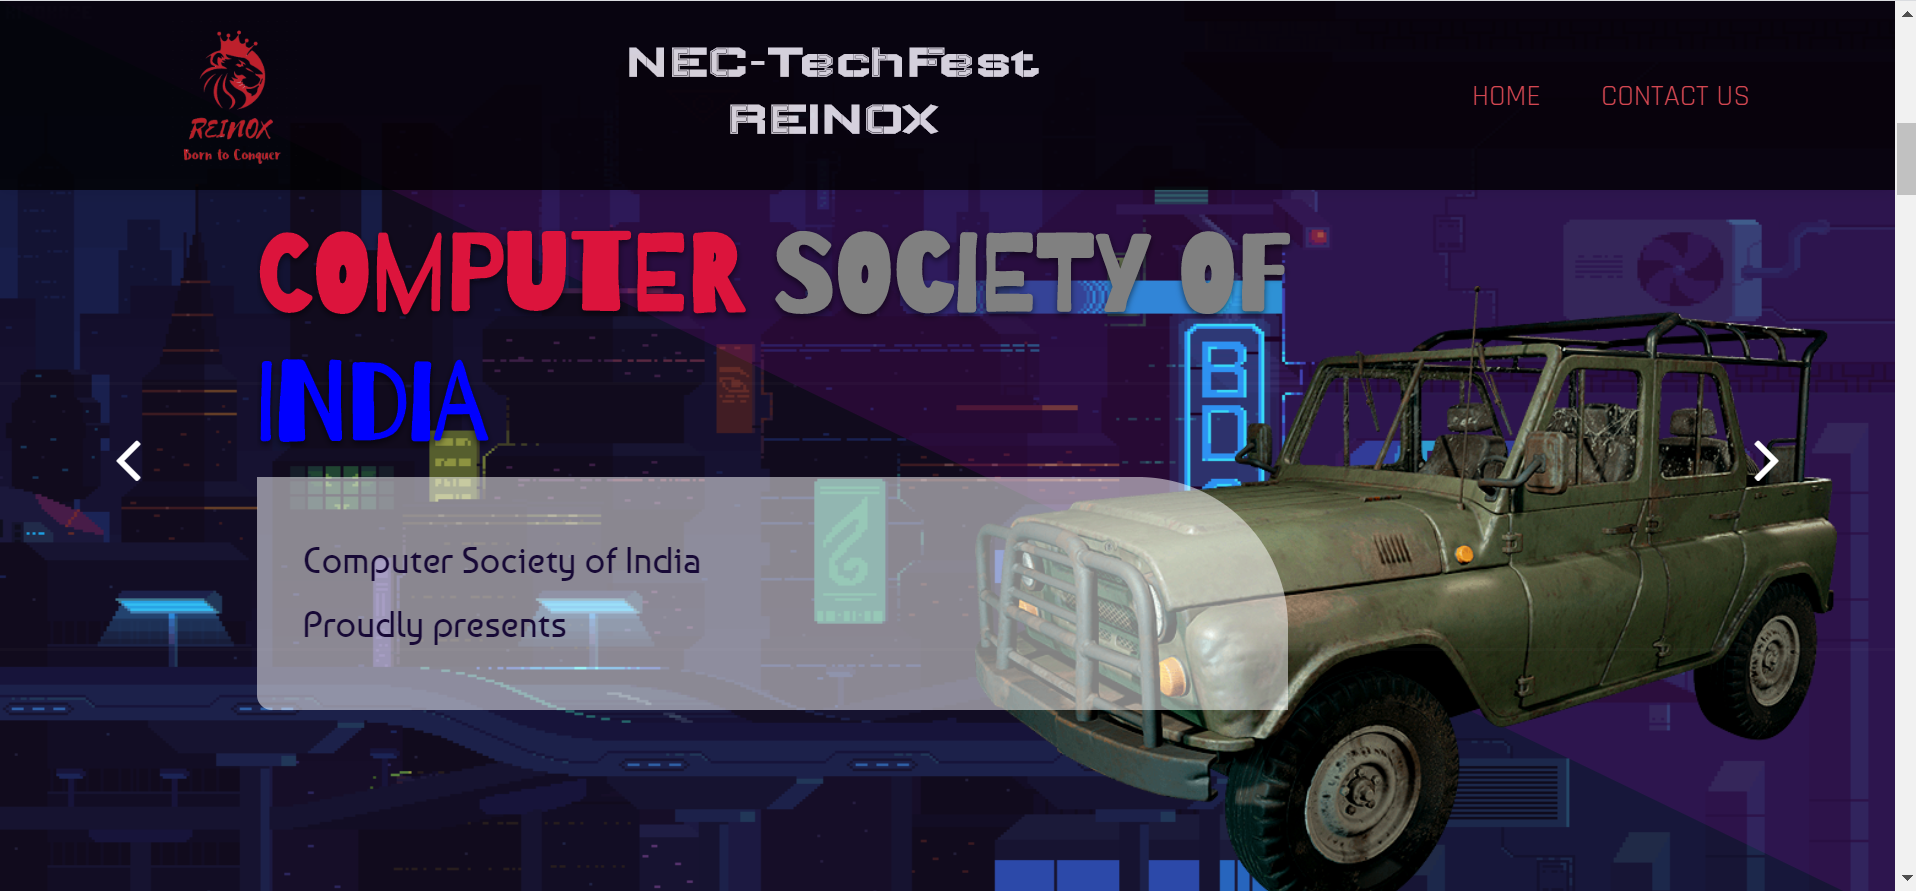 REINOX
Born to Conquer
NEC-TechFest
REINOX
HOME
CONTACT US
COMPUTER SOCIETY OF
INDIA
BD
Computer Society of India
Proudly presents